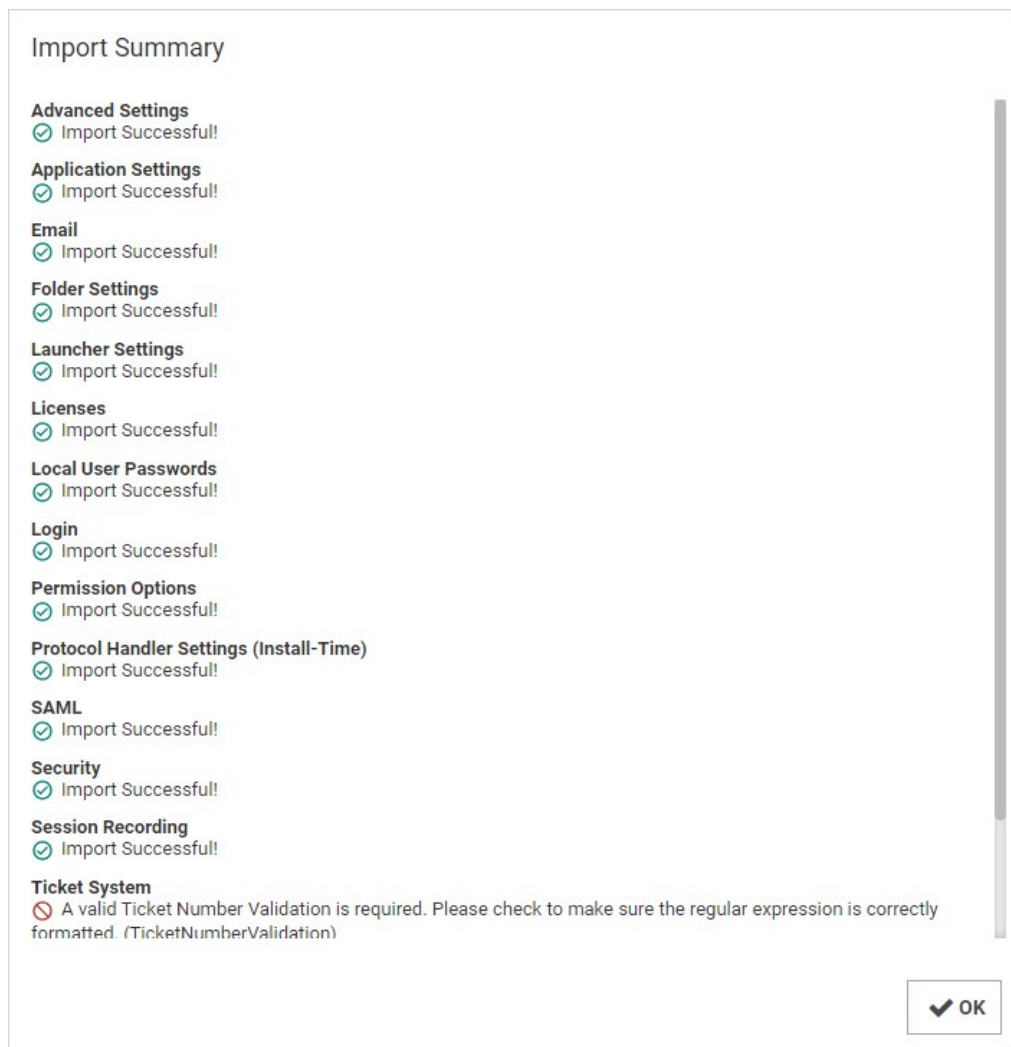 Import Summary
Advanced Settings
Import Successful!
Application Settings
Import Successful!
Email
Import Successful!
Folder Settings
Import Successful!
Launcher Settings
Import Successful!
Licenses
Import Successful!
Local User Passwords
Import Successful!
Login
Import Successful!
Permission Options
Import Successful!
Protocol Handler Settings (Install-Time)
Import Successful!
SAML
Import Successful!
Security
Import Successful!
Session Recording
Import Successful!
Ticket System
A valid Ticket Number Validation is required. Please check to make sure the regular expression is correctly
formatted. (TicketNumberValidation)
OK